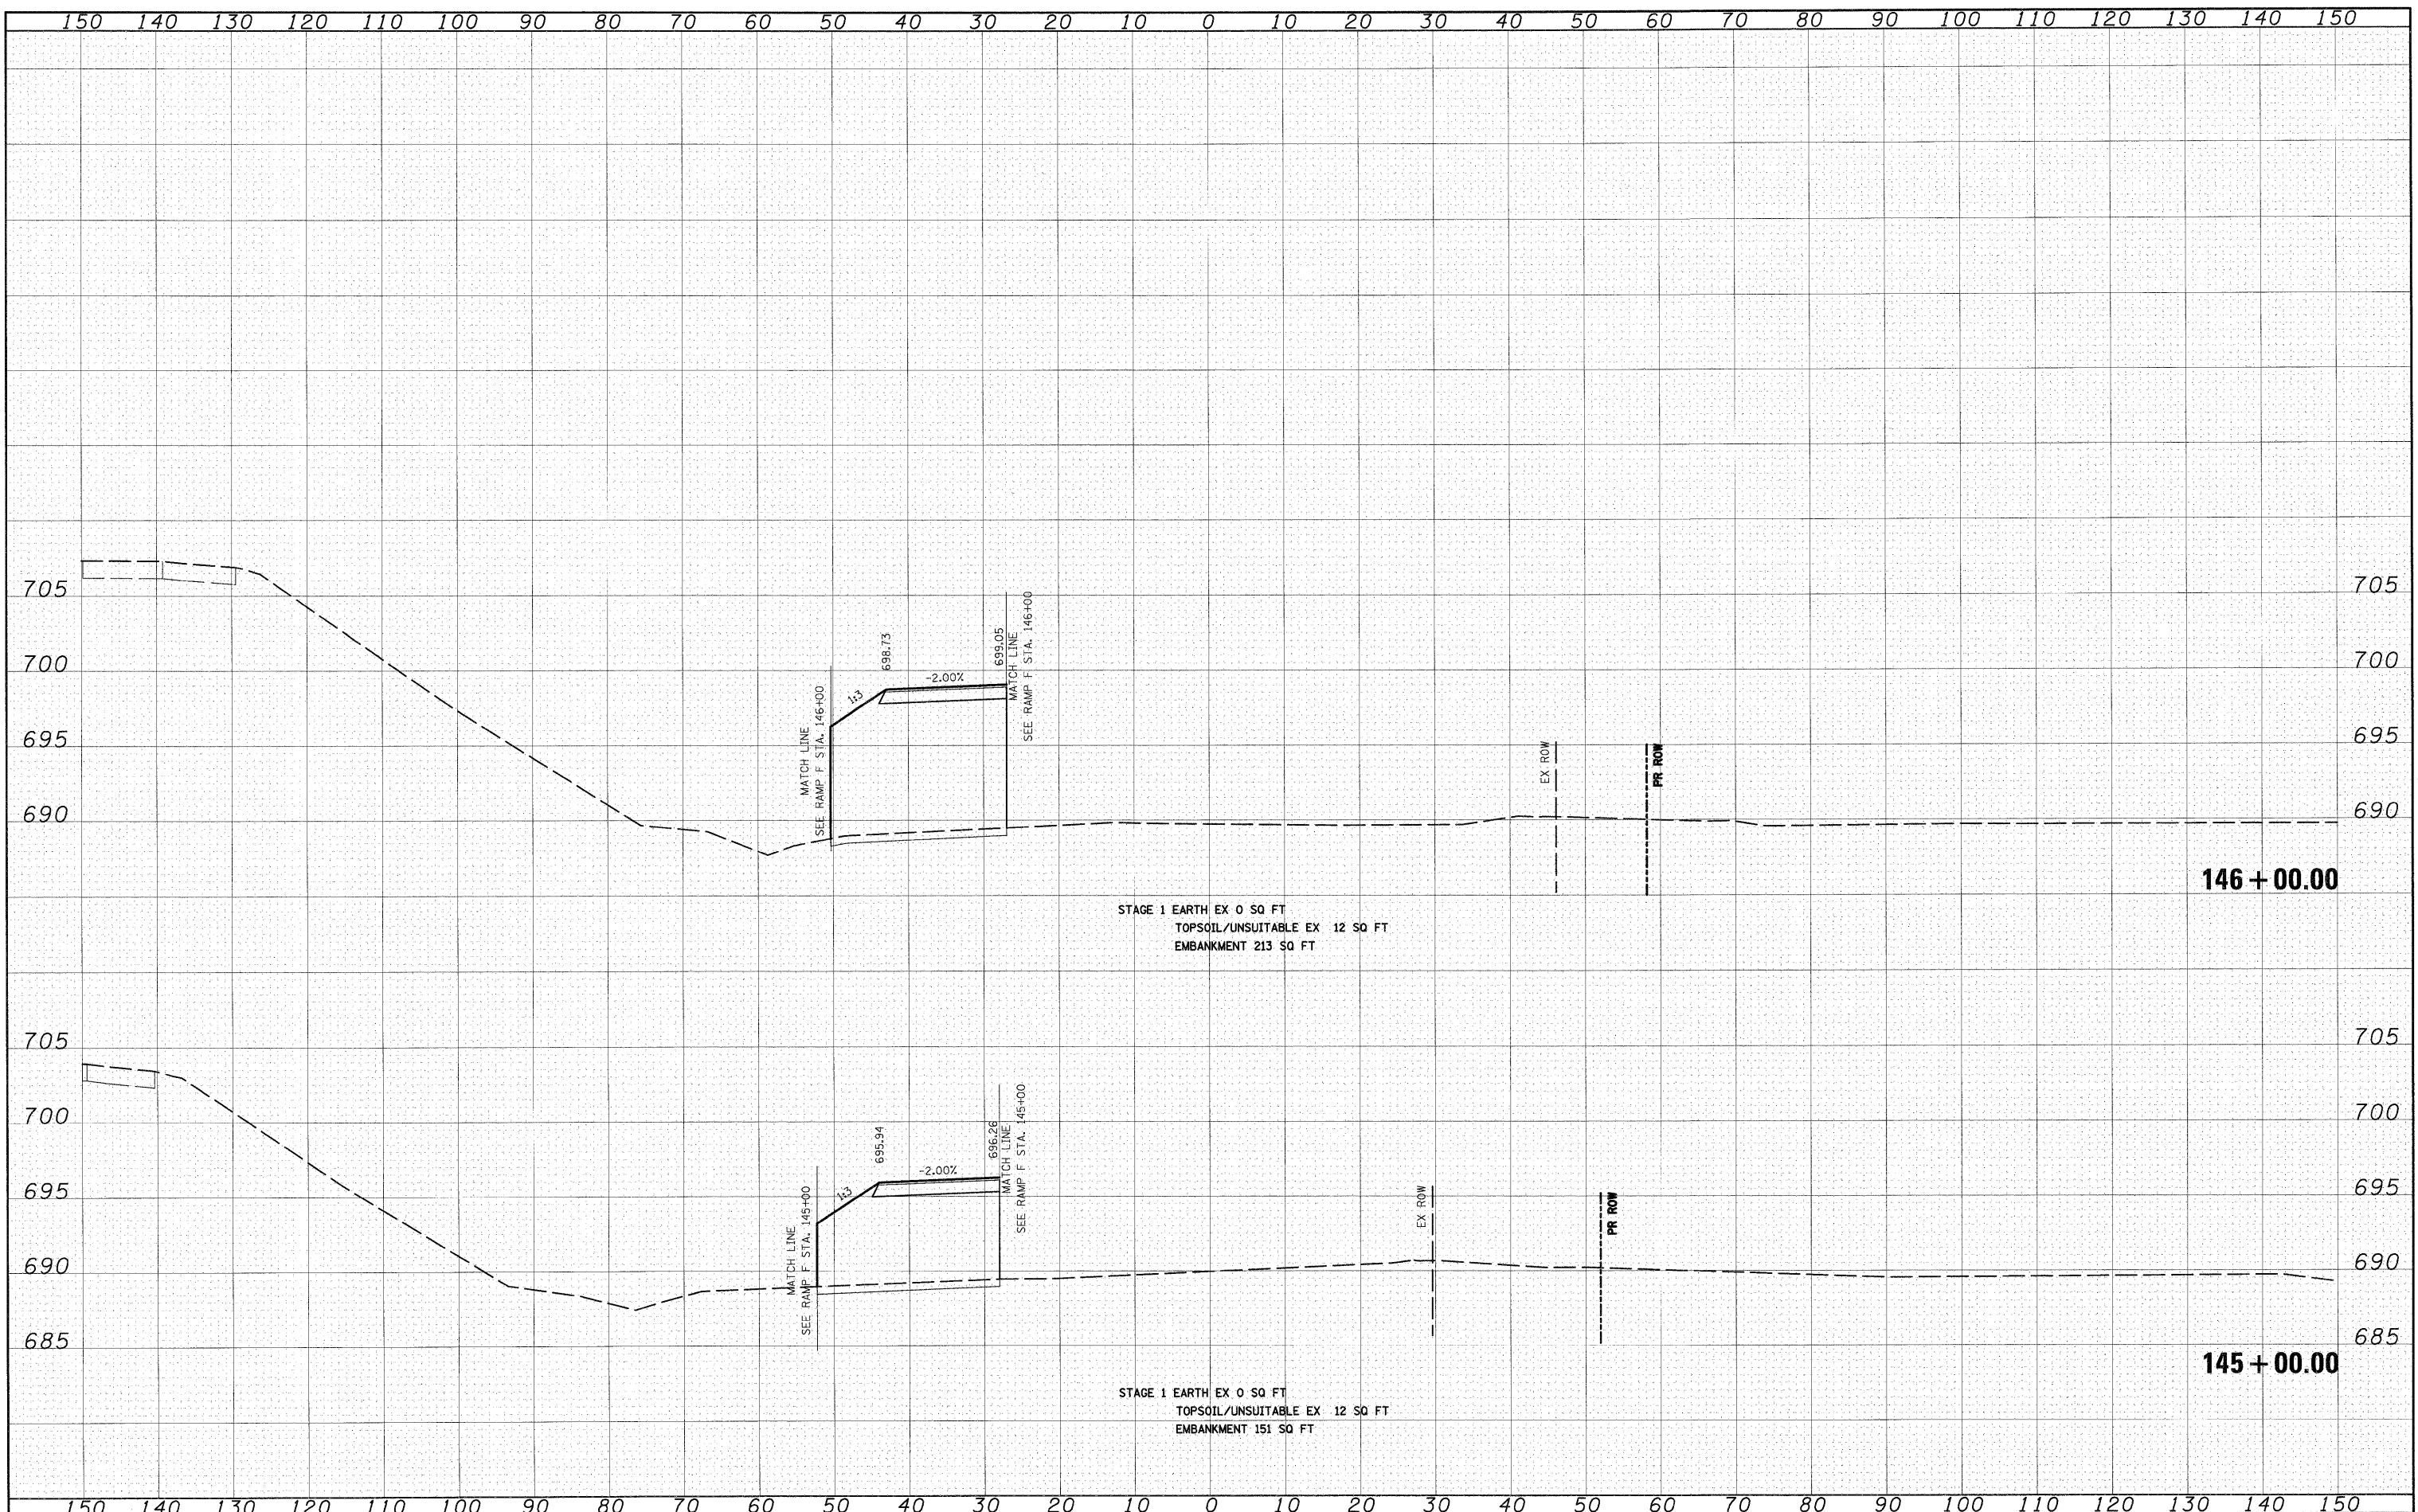 150 140 130 120 110 100 90 80 70 60 50 40 30 20 10 0 10 20 30 40 50 60 70 80 90 100 110 120 130 140 150
705 705
700 700
695 695
690 690
MATCH LINE
SEE RAMP F STA. 146+00
1:3
698.73
-2.00%
699.05
MATCH LINE
SEE RAMP F STA. 146+00
EX ROW
PR ROW
146+00.00
STAGE 1 EARTH EX 0 SQ FT
TOPSOIL/UNSUITABLE EX 12 SQ FT
EMBANKMENT 213 SQ FT
705 705
700 700
695 695
690 690
685 685
MATCH LINE
SEE RAMP F STA. 145+00
1:3
695.94
-2.00%
696.26
MATCH LINE
SEE RAMP F STA. 145+00
EX ROW
PR ROW
145+00.00
STAGE 1 EARTH EX 0 SQ FT
TOPSOIL/UNSUITABLE EX 12 SQ FT
EMBANKMENT 151 SQ FT
150 140 130 120 110 100 90 80 70 60 50 40 30 20 10 0 10 20 30 40 50 60 70 80 90 100 110 120 130 140 150